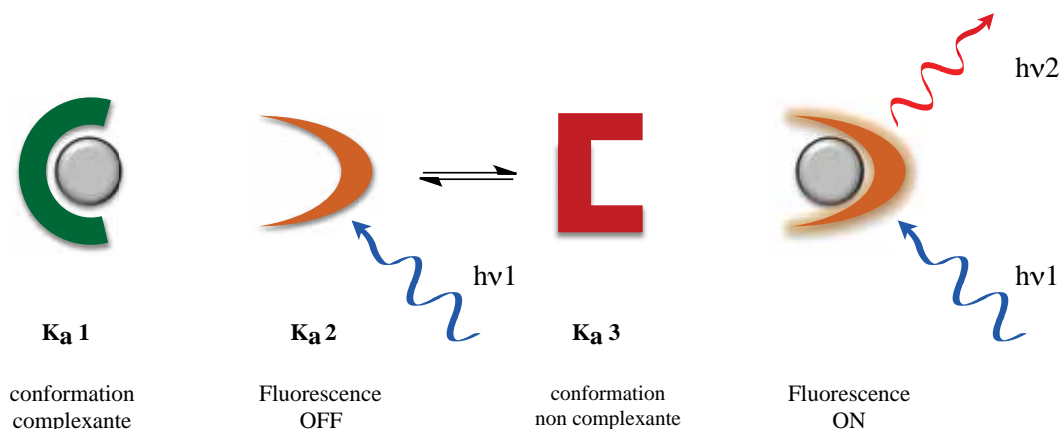 hν2
hν1
hν1
Ka 1
Ka 2
Ka 3
conformation
complexante
Fluorescence
OFF
conformation
non complexante
Fluorescence
ON